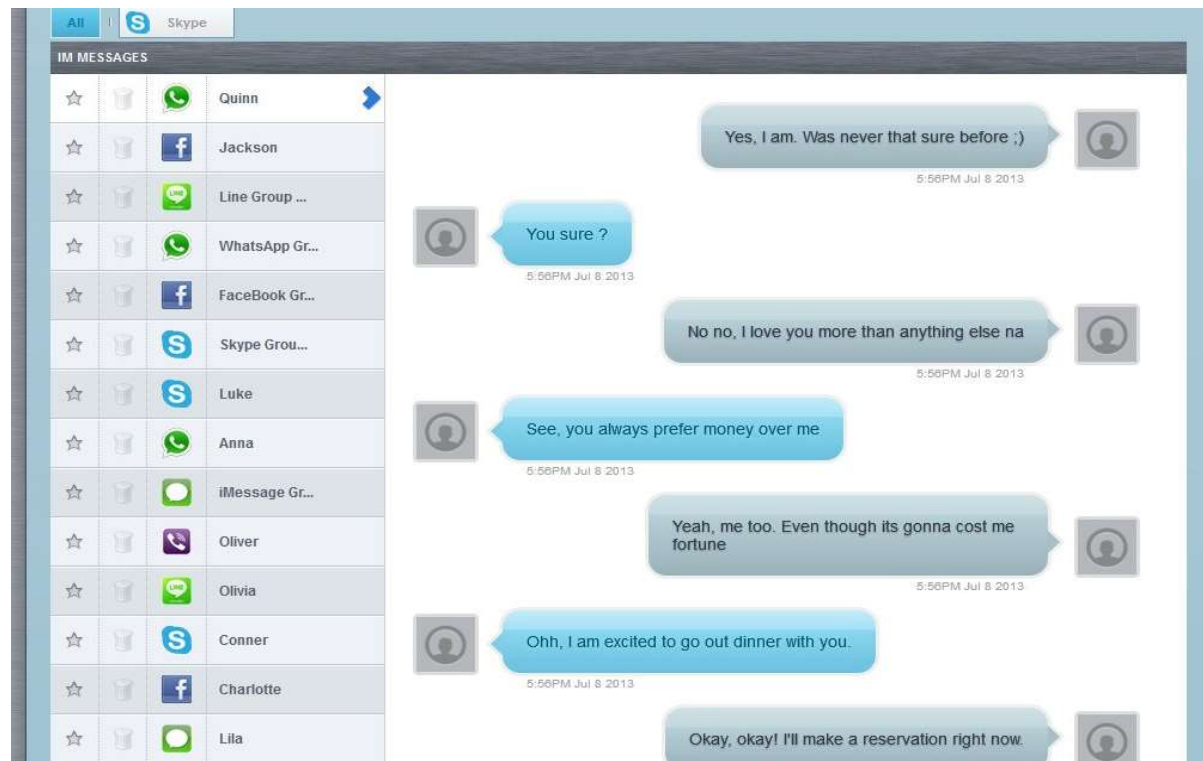 All
Skype
IM MESSAGES
Quinn
Jackson
LINE
Line Group ...
WhatsApp Gr...
FaceBook Gr...
Skype Grou...
Luke
Anna
iMessage Gr...
Oliver
LINE
Olivia
Conner
Charlotte
Lila
Yes, I am. Was never that sure before ;)
5:56PM Jul 8 2013
You sure ?
5:56PM Jul 8 2013
No no, I love you more than anything else na
5:56PM Jul 8 2013
See, you always prefer money over me
5:56PM Jul 8 2013
Yeah, me too. Even though its gonna cost me
fortune
5:56PM Jul 8 2013
Ohh, I am excited to go out dinner with you.
5:56PM Jul 8 2013
Okay, okay! I'll make a reservation right now.